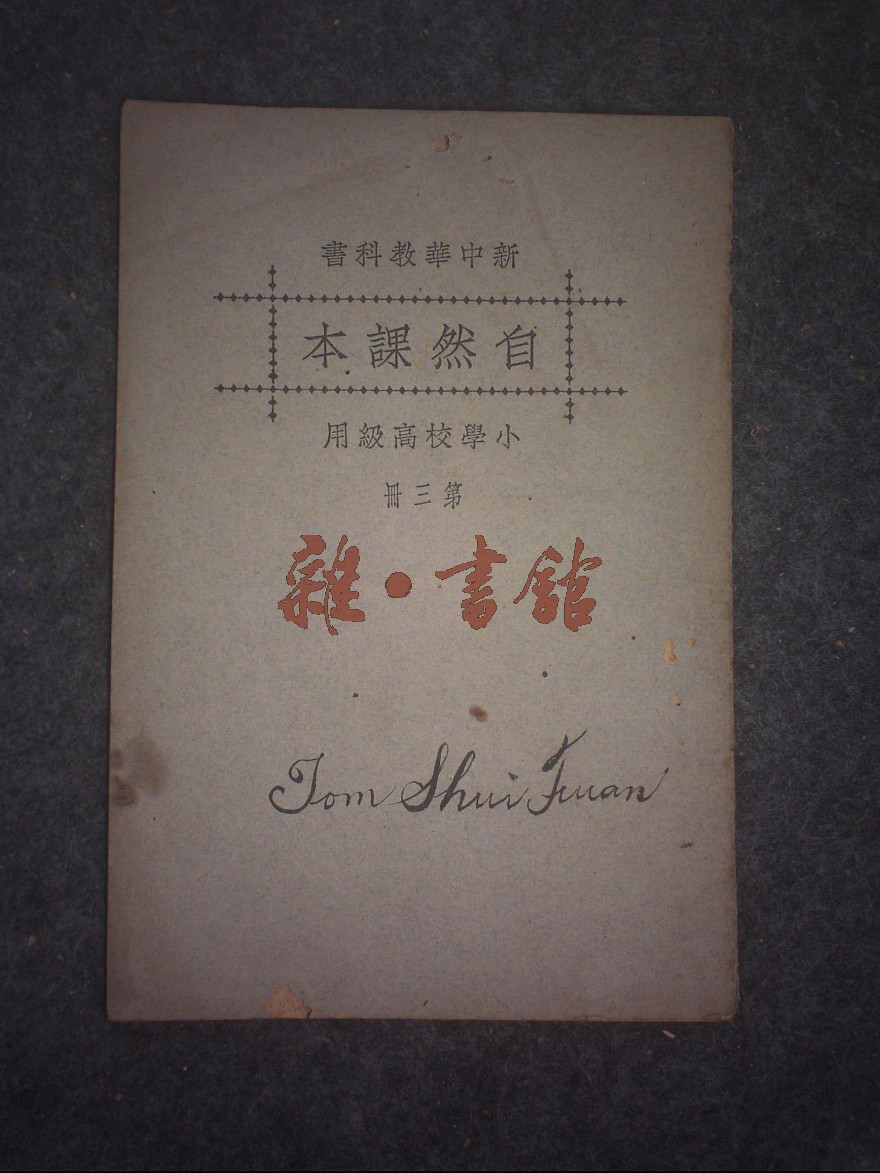 新中華教科書
自然課本
小學校高級用
第三冊
雜·書館
Tom Shui Fuan